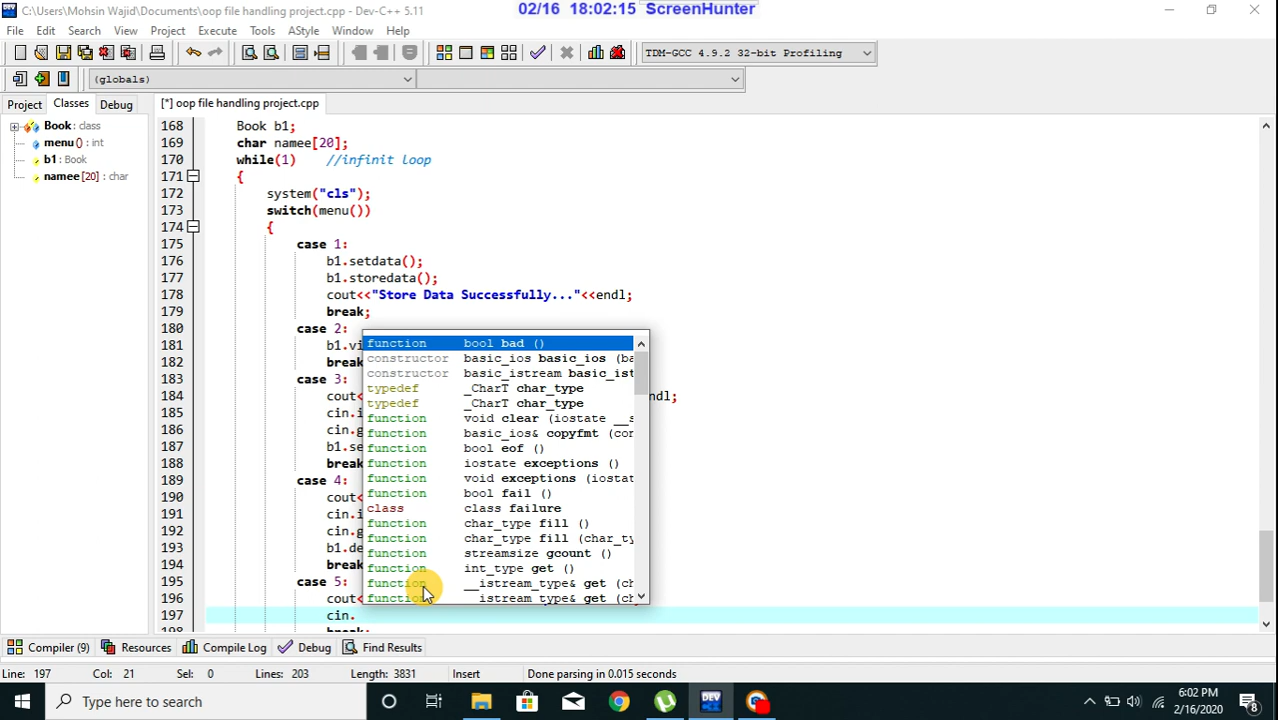 C:\Users\Mohsin Wajid\Documents\oop file handling project.cpp - Dev-C++ 5.11
02/16 18:02:15 ScreenHunter
File Edit Search View Project Execute Tools AStyle Window Help
TDM-GCC 4.9.2 32-bit Profiling
(globals)
Project Classes Debug [*] oop file handling project.cpp
Book : class
menu () : int
b1 : Book
namee [20] : char
168 Book b1;
169 char namee[20];
170 while(1) //infinit loop
171 {
172 system("cls");
173 switch(menu())
174 {
175 case 1:
176 b1.setdata();
177 b1.storedata();
178 cout<<"Store Data Successfully..."<<endl;
179 break;
180 case 2:
181 b1.vi
182 break
183 case 3:
184 cout ndl;
185 cin.i
186 cin.g
187 b1.se
188 break
189 case 4:
190 cout<
191 cin.i
192 cin.g
193 b1.de
194 break
195 case 5:
196 cout<
197 cin.
198 break;
function bool bad ()
constructor basic_ios basic_ios (ba
constructor basic_istream basic_ist
typedef _CharT char_type
typedef _CharT char_type
function void clear (iostate __s
function basic_ios& copyfmt (con
function bool eof ()
function iostate exceptions ()
function void exceptions (iosta
function bool fail ()
class class failure
function char_type fill ()
function char_type fill (char_ty
function streamsize gcount ()
function int_type get ()
function __istream_type& get (ch
function __istream_type& get (ch
Compiler (9) Resources Compile Log Debug Find Results
Line: 197 Col: 21 Sel: 0 Lines: 203 Length: 3831 Insert Done parsing in 0.015 seconds
Type here to search
DEV
6:02 PM
2/16/2020
8